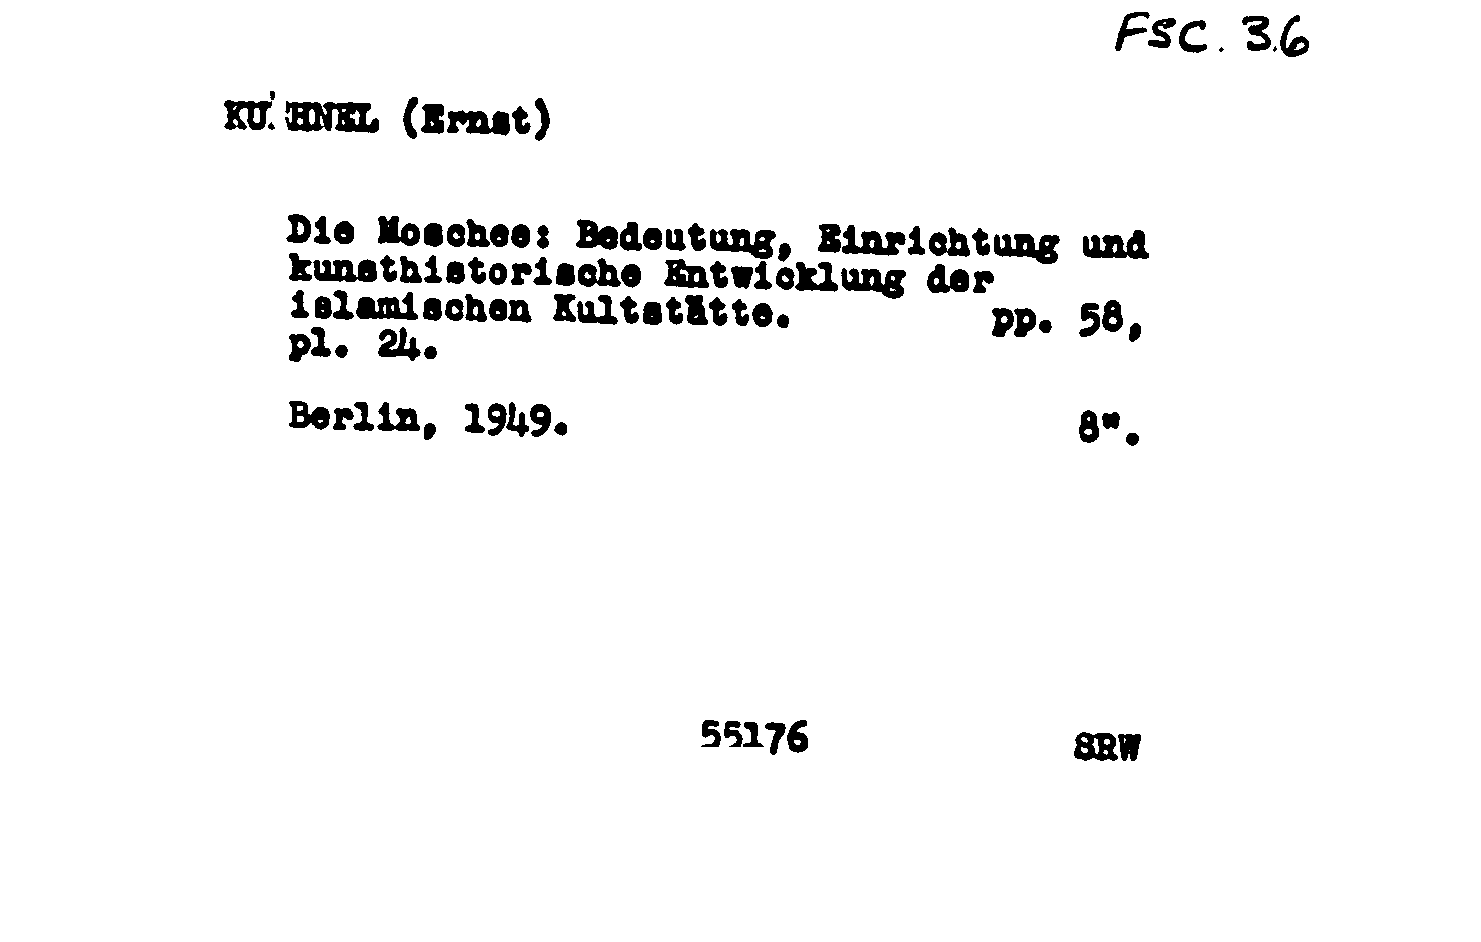 FSC. 36
KUEHNEL (Ernst)
Die Moschee: Bedeutung, Einrichtung und
kunsthistorische Entwicklung der
islamischen Kultstätte. pp. 58,
pl. 24.
Berlin, 1949. 8".
55176 SRW